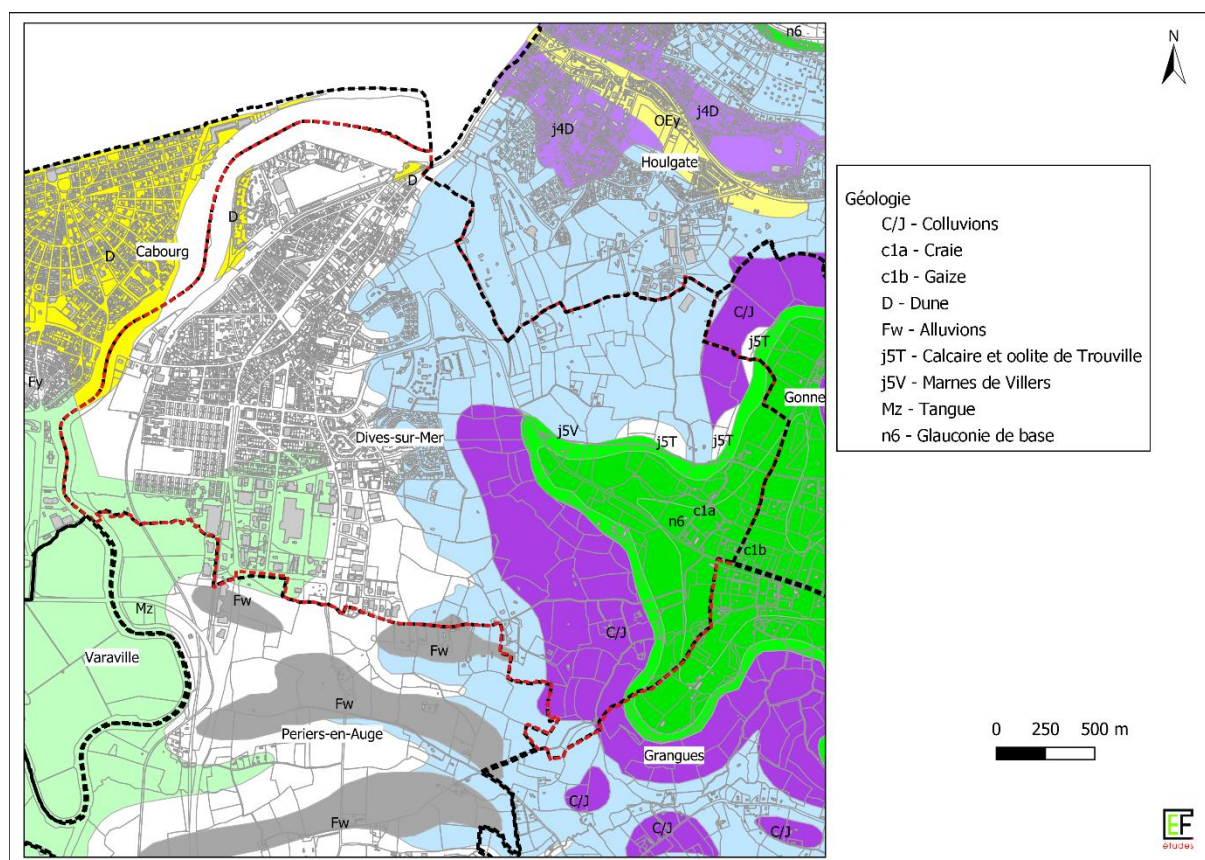 n6
N
j4D
OEy
j4D
Houlgate
D
D
Cabourg
D
C/J
j5T
Fy
Gonne
j5V
Dives-sur-Mer
j5T
j5T
c1a
n6
c1b
Fw
Mz
C/J
Fw
Varaville
Fw
Periers-en-Auge
Grangues
C/J
Fw
C/J
C/J
Géologie
C/J - Colluvions
c1a - Craie
c1b - Gaize
D - Dune
Fw - Alluvions
j5T - Calcaire et oolite de Trouville
j5V - Marnes de Villers
Mz - Tangue
n6 - Glauconie de base
0 250 500 m
CEF
études